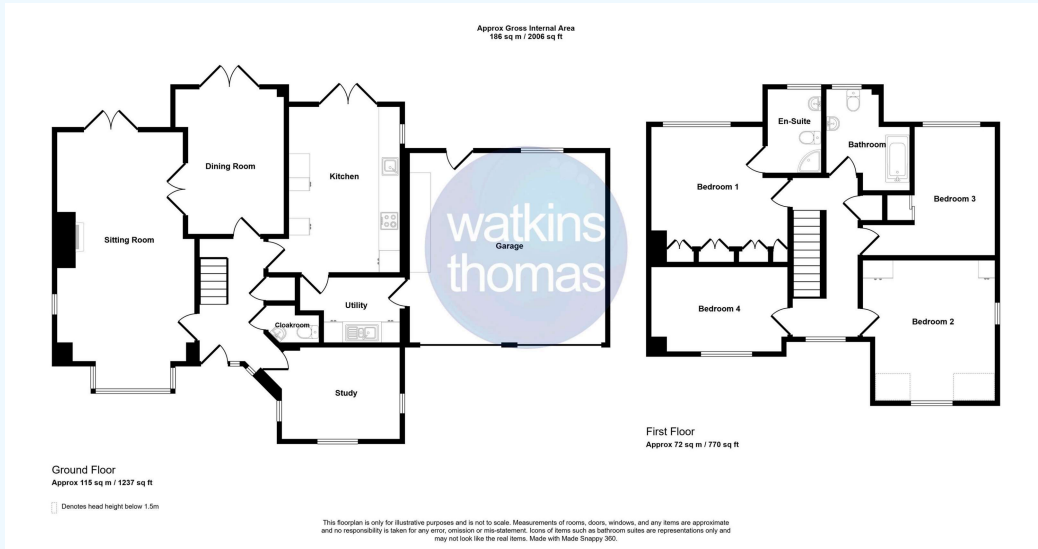 Approx Gross Internal Area
186 sq m / 2006 sq ft
Dining Room
Kitchen
Sitting Room
watkins
thomas
Garage
Utility
Cloakroom
Study
En-Suite
Bathroom
Bedroom 1
Bedroom 3
Bedroom 4
Bedroom 2
First Floor
Approx 72 sq m / 770 sq ft
Ground Floor
Approx 115 sq m / 1237 sq ft
Denotes head height below 1.5m
This floorplan is only for illustrative purposes and is not to scale. Measurements of rooms, doors, windows, and any items are approximate
and no responsibility is taken for any error, omission or mis-statement. Icons of items such as bathroom suites are representations only and
may not look like the real items. Made with Made Snappy 360.